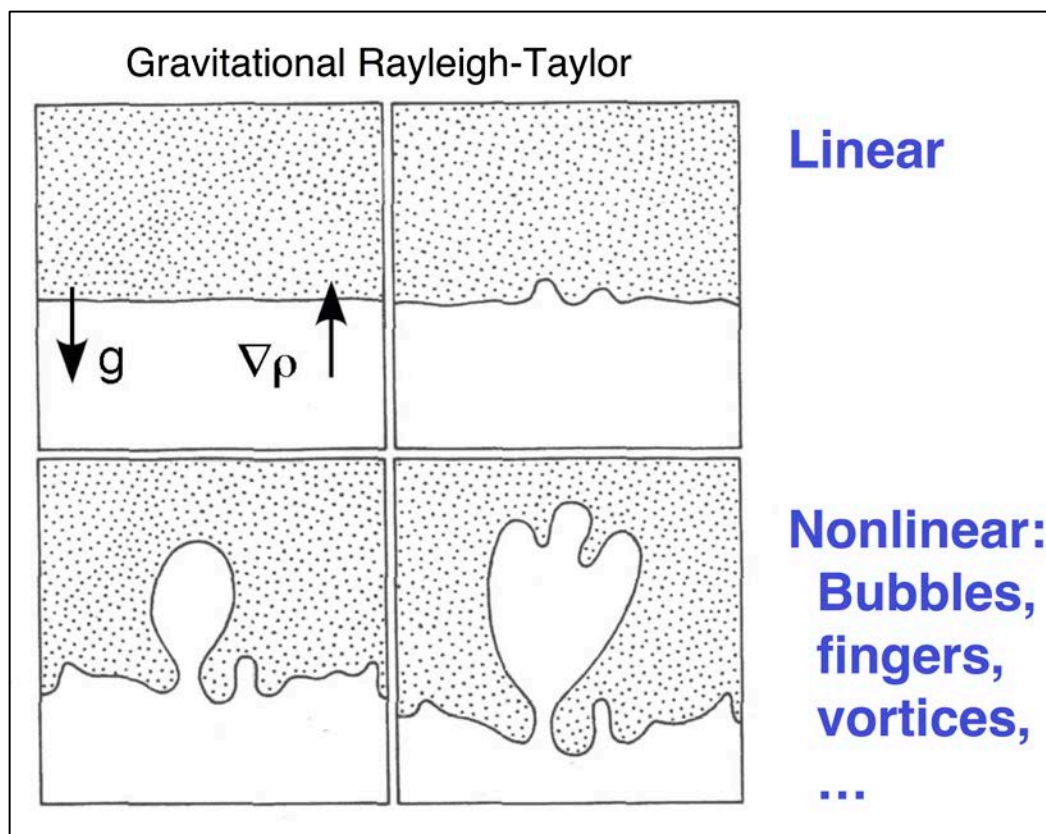 Gravitational Rayleigh-Taylor
Linear
g
∇ρ
Nonlinear:
Bubbles,
fingers,
vortices,
...